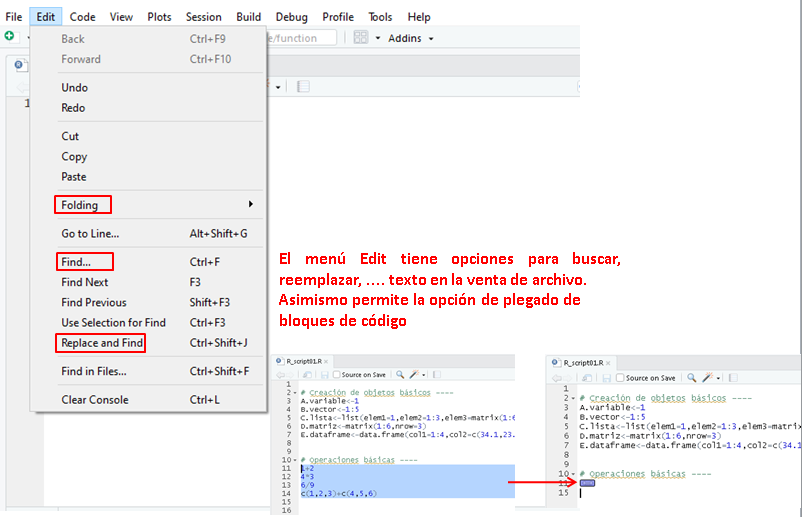 File Edit Code View Plots Session Build Debug Profile Tools Help
e/function Addins
Back Ctrl+F9
Forward Ctrl+F10
Undo
Redo
Cut
Copy
Paste
Folding
Go to Line... Alt+Shift+G
Find... Ctrl+F
Find Next F3
Find Previous Shift+F3
Use Selection for Find Ctrl+F3
Replace and Find Ctrl+Shift+J
Find in Files... Ctrl+Shift+F
Clear Console Ctrl+L
1
El menú Edit tiene opciones para buscar,
reemplazar, .... texto en la venta de archivo.
Asimismo permite la opción de plegado de
bloques de código
R_script01.R
Source on Save
1
2 # Creación de objetos básicos ----
3 A.variable<-1
4 B.vector<-1:5
5 C.lista<-list(elem1=1,elem2=1:3,elem3=matrix(1:6
6 D.matriz<-matrix(1:6,nrow=3)
7 E.dataframe<-data.frame(col1=1:4,col2=c(34.1,23.
8
9
10 # Operaciones básicas ----
11 1+2
12 4*3
13 6/9
14 c(1,2,3)+c(4,5,6)
15
16
R_script01.R
Source on Save
1
2 # Creación de objetos básicos ----
3 A.variable<-1
4 B.vector<-1:5
5 C.lista<-list(elem1=1,elem2=1:3,elem3=matrix
6 D.matriz<-matrix(1:6,nrow=3)
7 E.dataframe<-data.frame(col1=1:4,col2=c(34.1
8
9
10 # Operaciones básicas ----
11
15